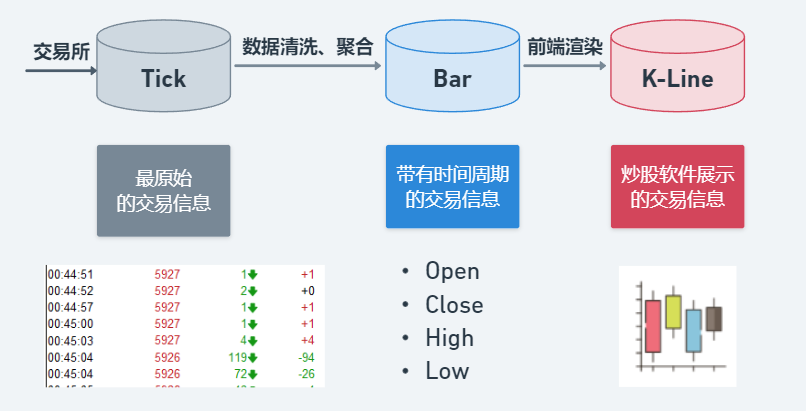 交易所
Tick
数据清洗、聚合
Bar
前端渲染
K-Line
最原始
的交易信息
带有时间周期
的交易信息
炒股软件展示
的交易信息
00:44:51 5927 1 +1
00:44:52 5927 2 +0
00:44:57 5927 1 +1
00:45:00 5927 1 +1
00:45:03 5927 4 +4
00:45:04 5926 119 -94
00:45:04 5926 72 -26
• Open
• Close
• High
• Low